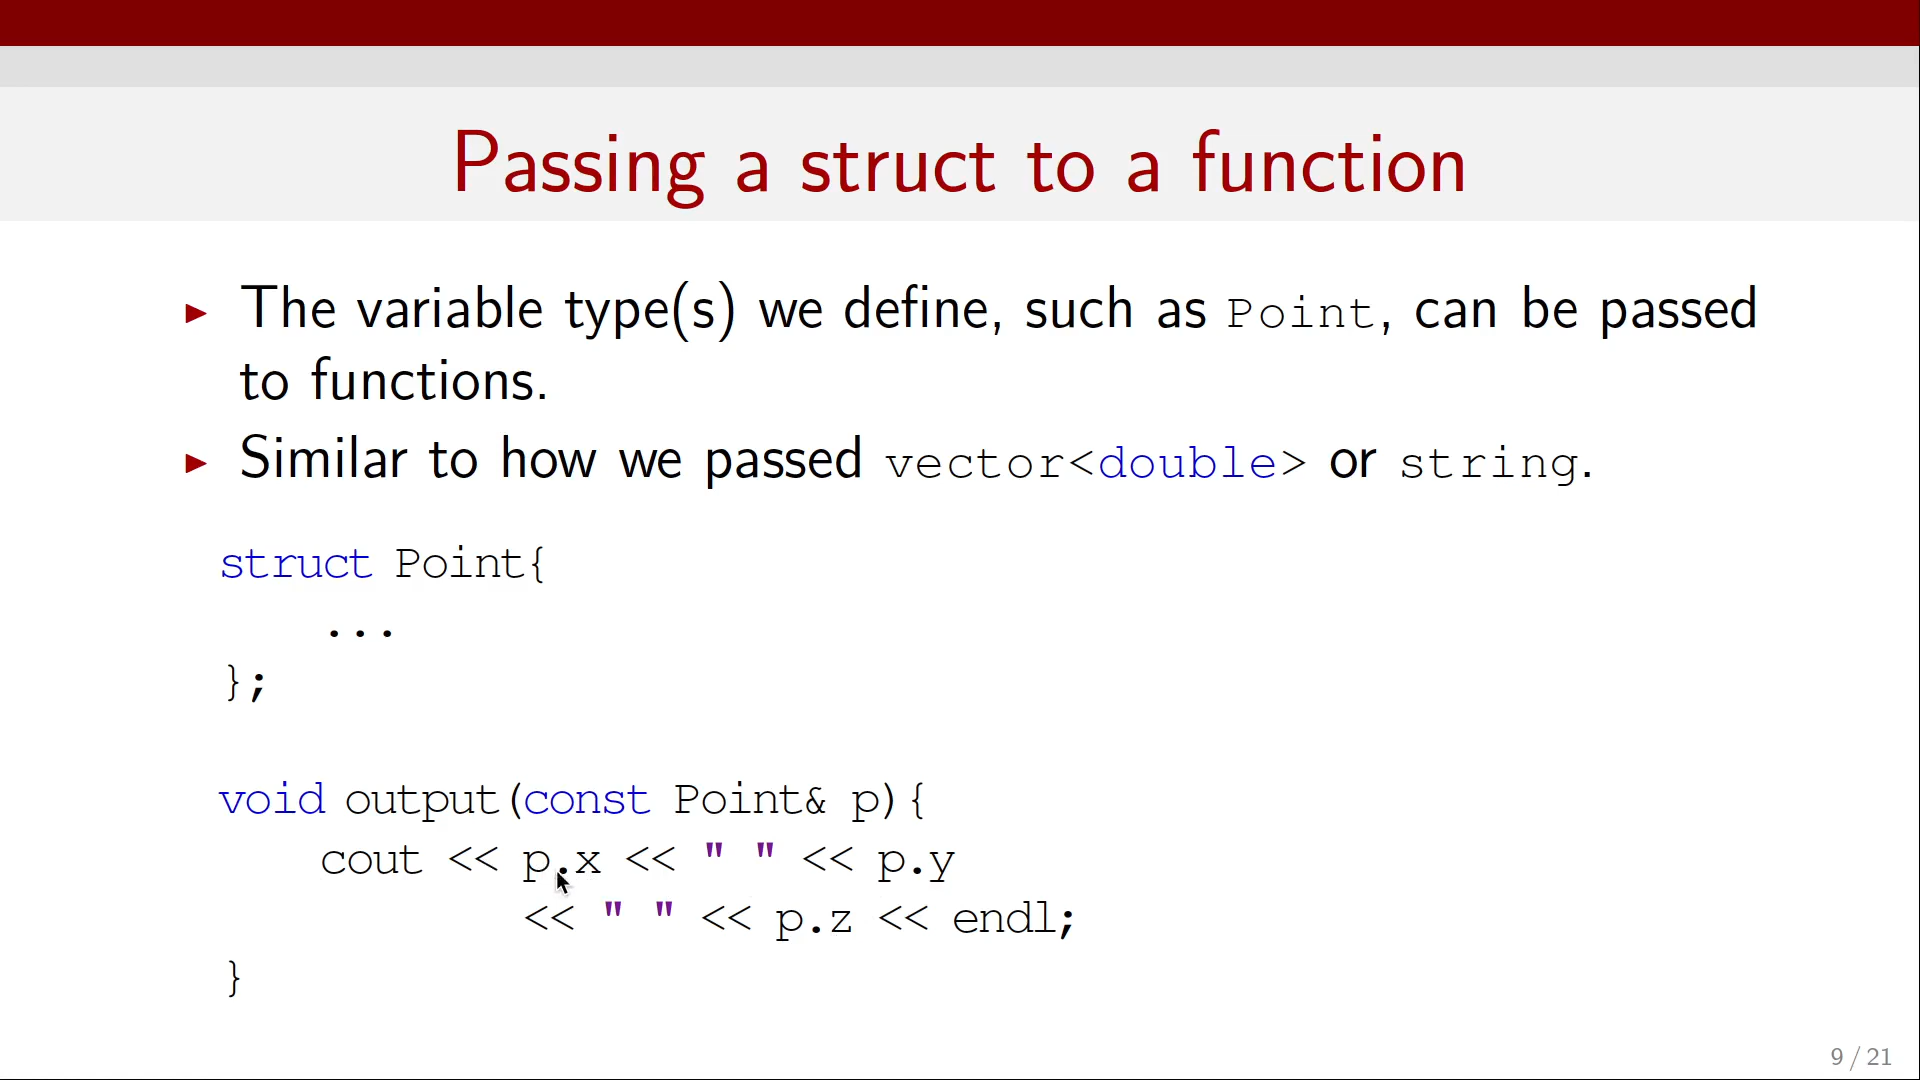 Passing a struct to a function
▶ The variable type(s) we define, such as Point, can be passed
to functions.
▶ Similar to how we passed vector<double> or string.
struct Point{
    ...
};
void output(const Point& p){
    cout << p.x << " " << p.y
            << " " << p.z << endl;
}
9 / 21